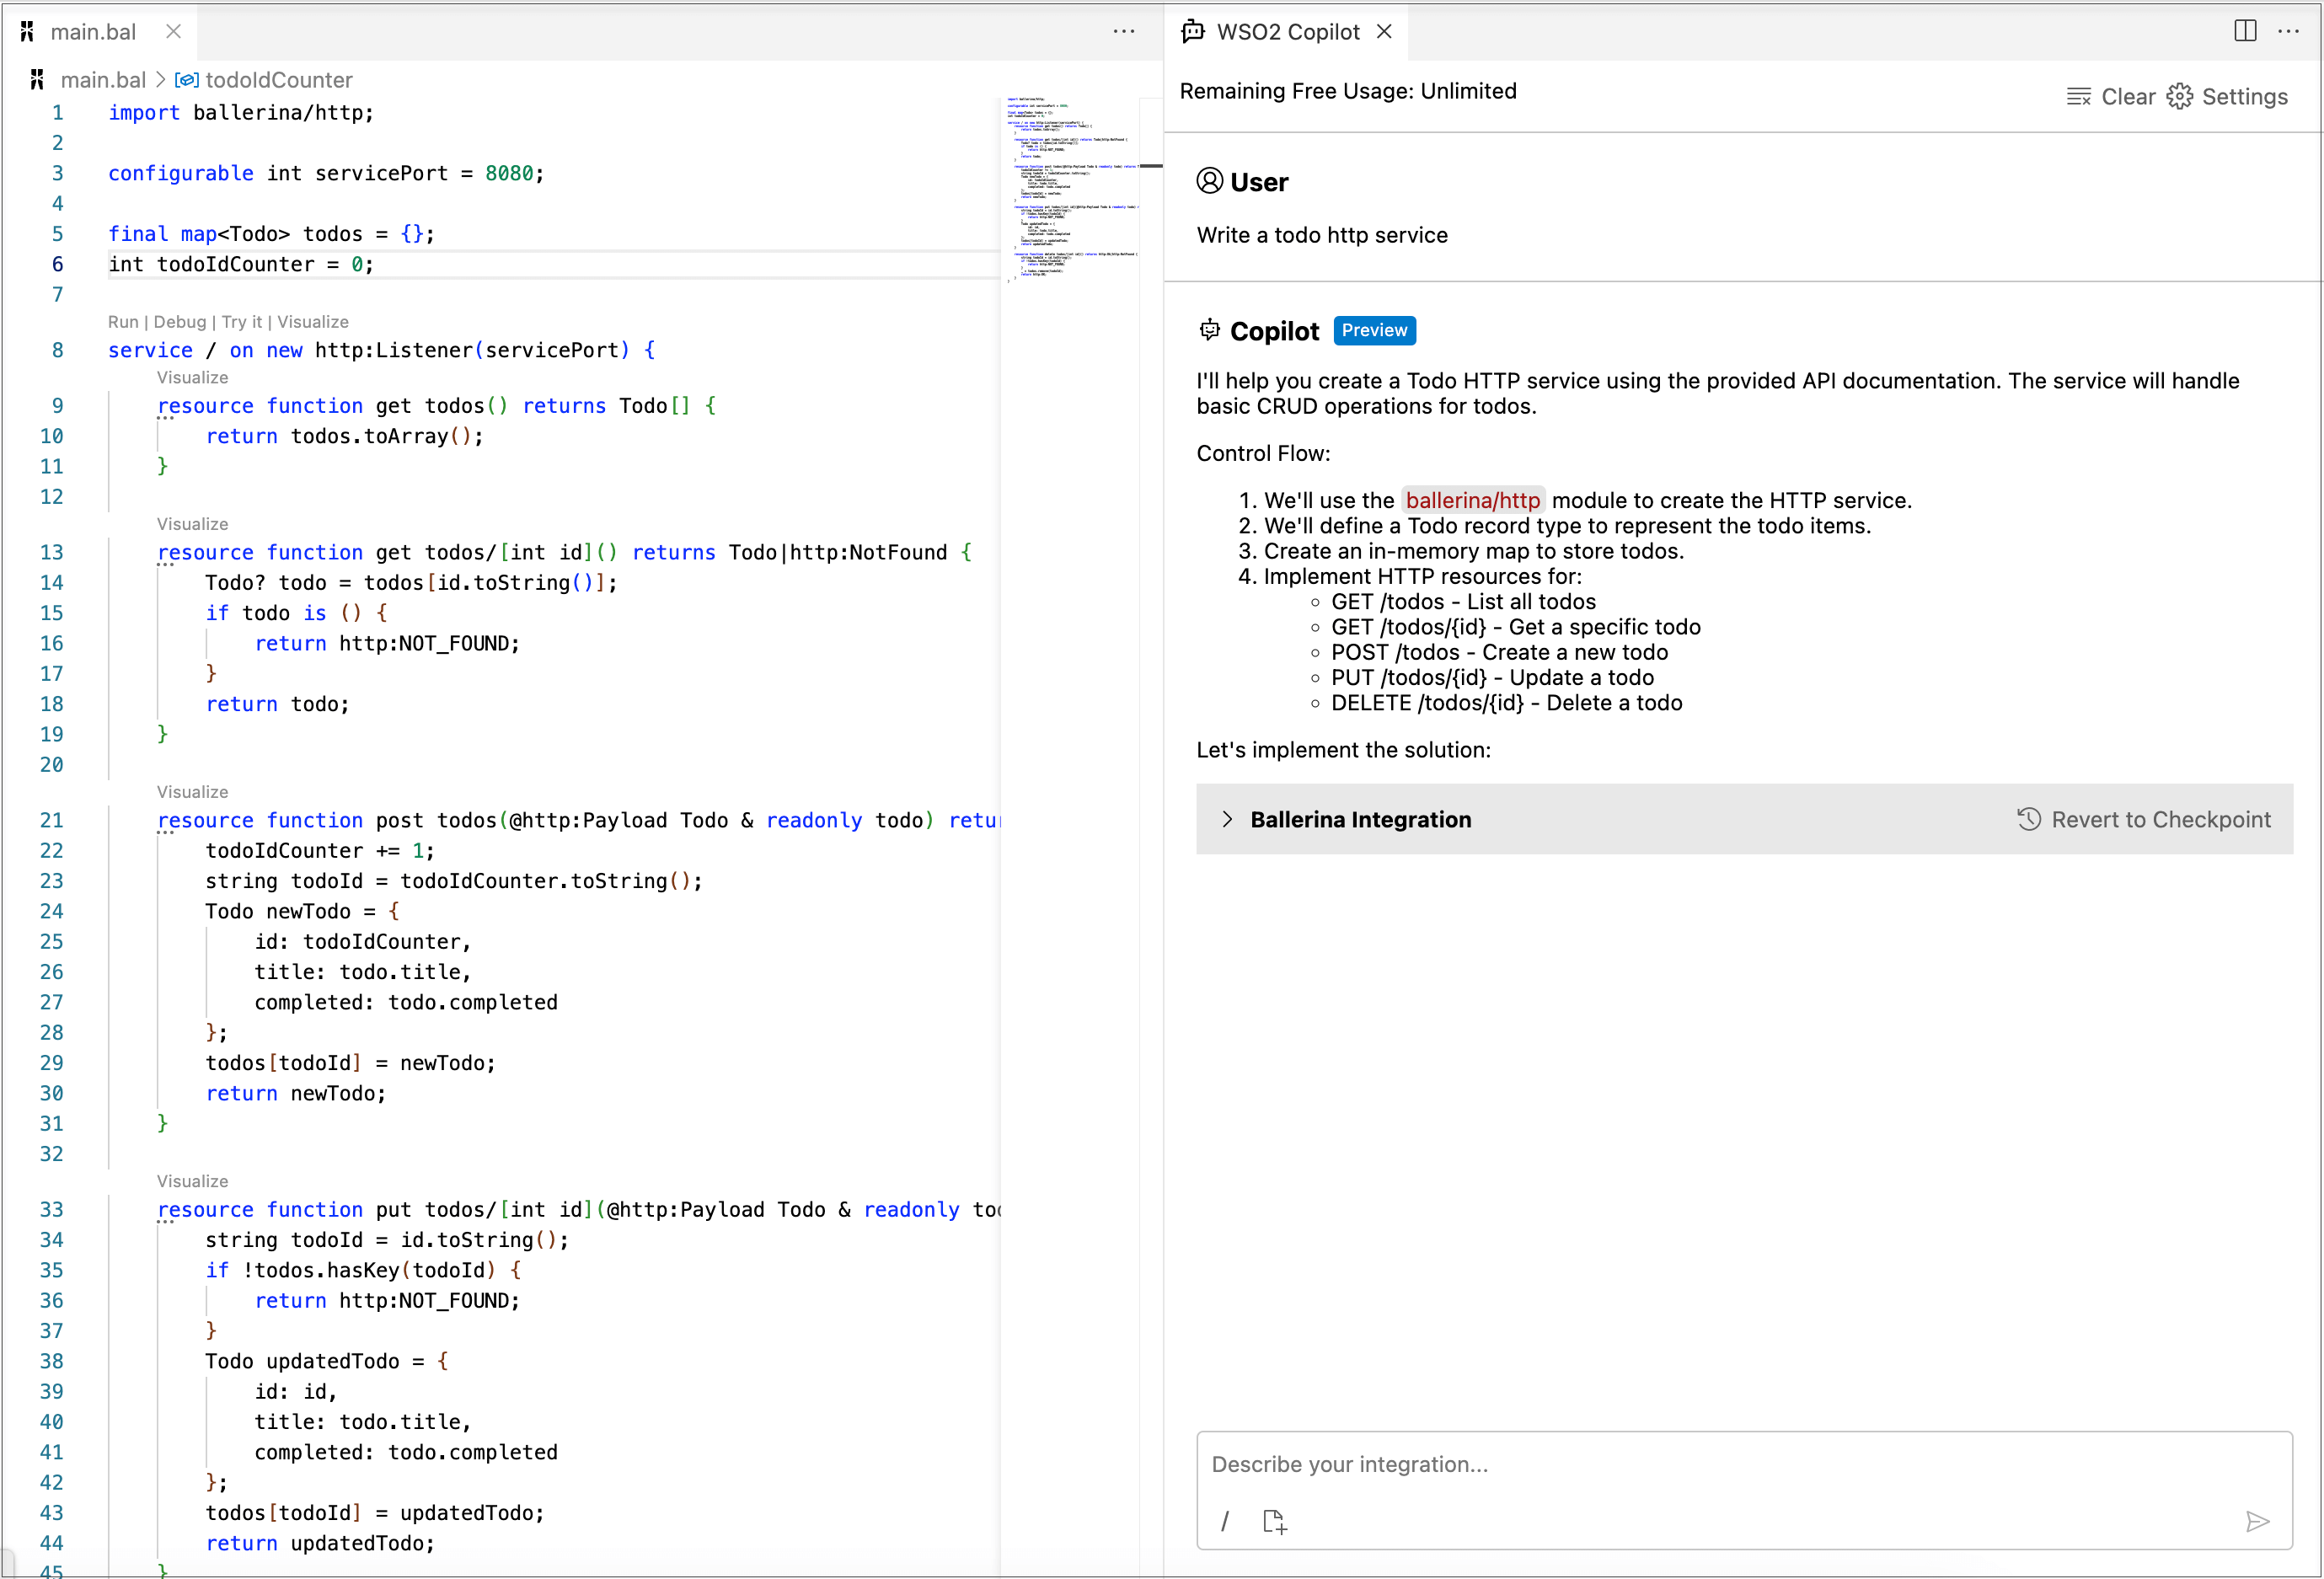 main.bal
WSO2 Copilot
main.bal > todoIdCounter
1 import ballerina/http;
2
3 configurable int servicePort = 8080;
4
5 final map<Todo> todos = {};
6 int todoIdCounter = 0;
7
Run | Debug | Try it | Visualize
8 service / on new http:Listener(servicePort) {
Visualize
9 resource function get todos() returns Todo[] {
10 return todos.toArray();
11 }
12
Visualize
13 resource function get todos/[int id]() returns Todo|http:NotFound {
14 Todo? todo = todos[id.toString()];
15 if todo is () {
16 return http:NOT_FOUND;
17 }
18 return todo;
19 }
20
Visualize
21 resource function post todos(@http:Payload Todo & readonly todo) retur
22 todoIdCounter += 1;
23 string todoId = todoIdCounter.toString();
24 Todo newTodo = {
25 id: todoIdCounter,
26 title: todo.title,
27 completed: todo.completed
28 };
29 todos[todoId] = newTodo;
30 return newTodo;
31 }
32
Visualize
33 resource function put todos/[int id](@http:Payload Todo & readonly too
34 string todoId = id.toString();
35 if !todos.hasKey(todoId) {
36 return http:NOT_FOUND;
37 }
38 Todo updatedTodo = {
39 id: id,
40 title: todo.title,
41 completed: todo.completed
42 };
43 todos[todoId] = updatedTodo;
44 return updatedTodo;
45 }
Remaining Free Usage: Unlimited
Clear Settings
User
Write a todo http service
Copilot Preview
I'll help you create a Todo HTTP service using the provided API documentation. The service will handle
basic CRUD operations for todos.
Control Flow:
1. We'll use the ballerina/http module to create the HTTP service.
2. We'll define a Todo record type to represent the todo items.
3. Create an in-memory map to store todos.
4. Implement HTTP resources for:
GET /todos - List all todos
GET /todos/{id} - Get a specific todo
POST /todos - Create a new todo
PUT /todos/{id} - Update a todo
DELETE /todos/{id} - Delete a todo
Let's implement the solution:
Ballerina Integration
Revert to Checkpoint
Describe your integration...
/